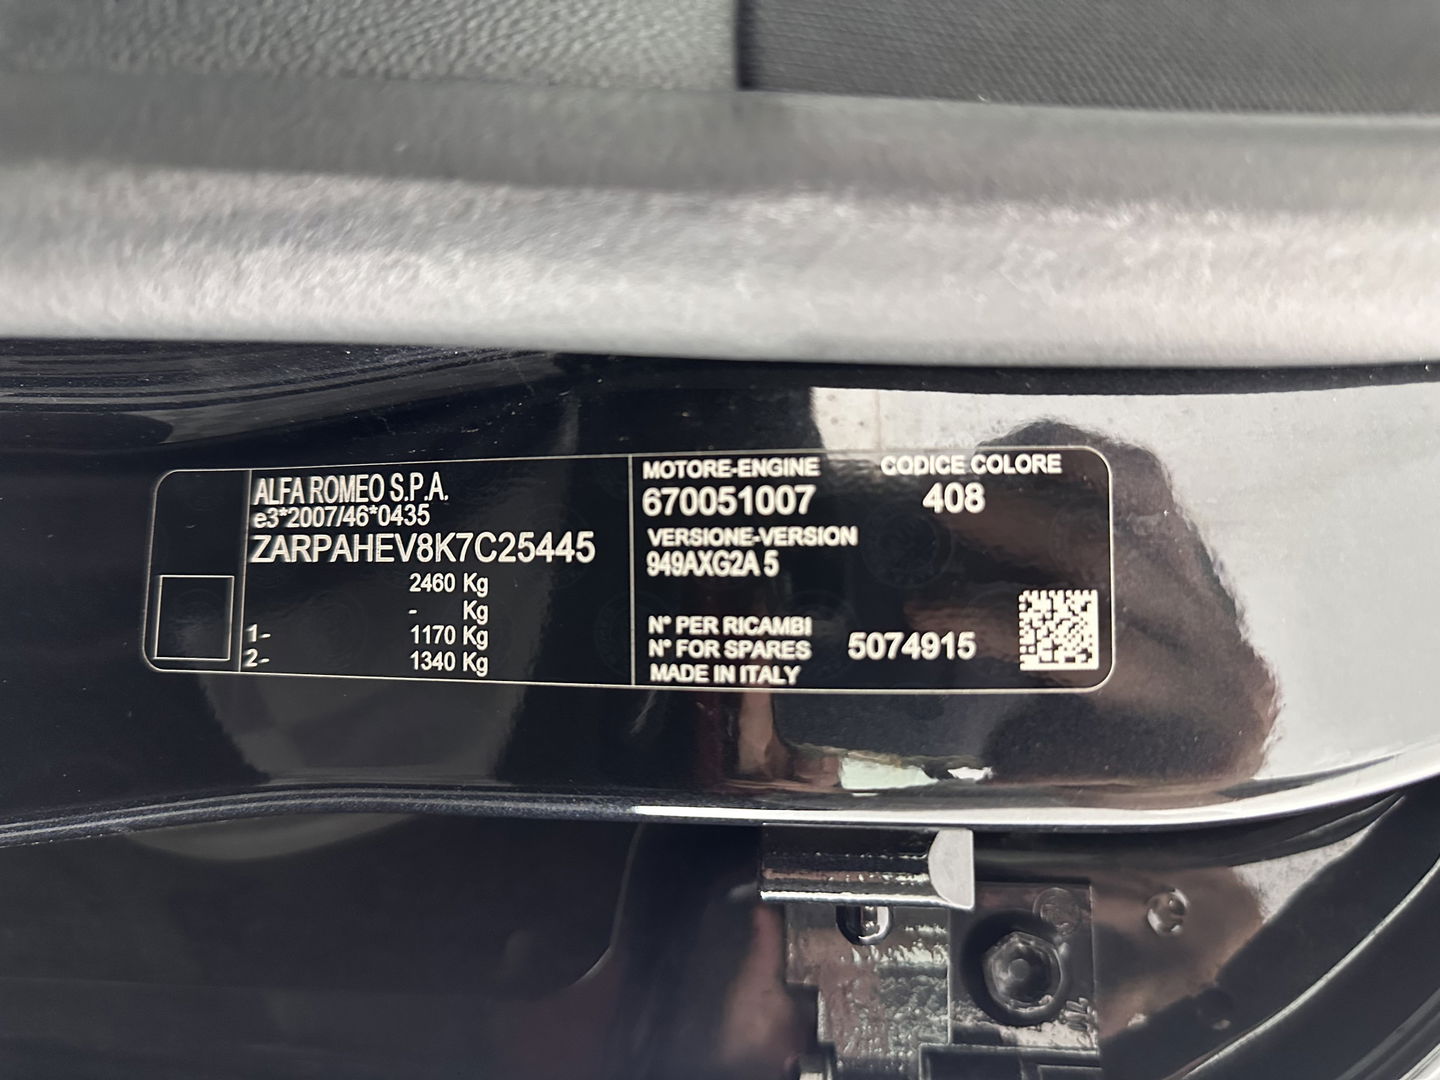 ALFA ROMEO S.P.A.
e3*2007/46*0435
ZARPAHEV8K7C25445
2460 Kg
- Kg
1- 1170 Kg
2- 1340 Kg
MOTORE-ENGINE
670051007
CODICE COLORE
408
VERSIONE-VERSION
949AXG2A 5
N° PER RICAMBI
N° FOR SPARES 5074915
MADE IN ITALY